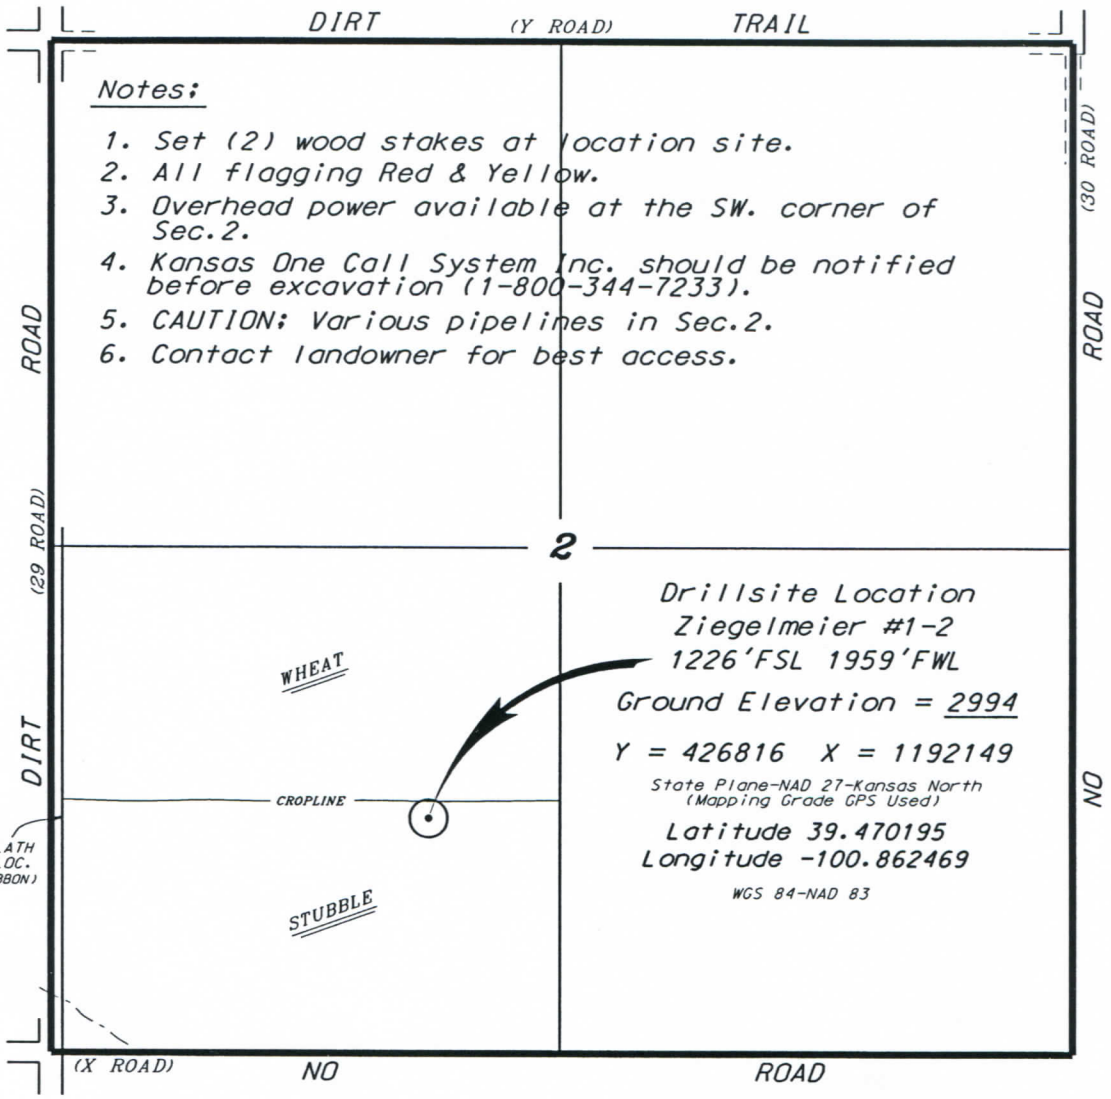 DIRT (Y ROAD) TRAIL
Notes:
1. Set (2) wood stakes at location site.
2. All flagging Red & Yellow.
3. Overhead power available at the SW. corner of
Sec.2.
4. Kansas One Call System Inc. should be notified
before excavation (1-800-344-7233).
5. CAUTION: Various pipelines in Sec.2.
6. Contact landowner for best access.
(30 ROAD)
ROAD
ROAD
(29 ROAD)
2
Drillsite Location
Ziegelmeier #1-2
1226'FSL 1959'FWL
Ground Elevation = 2994
Y = 426816 X = 1192149
State Plane-NAD 27-Kansas North
(Mapping Grade GPS Used)
Latitude 39.470195
Longitude -100.862469
WGS 84-NAD 83
WHEAT
CROPLINE
STUBBLE
DIRT
NO
ATH
OC.
BBON)
(X ROAD) NO ROAD